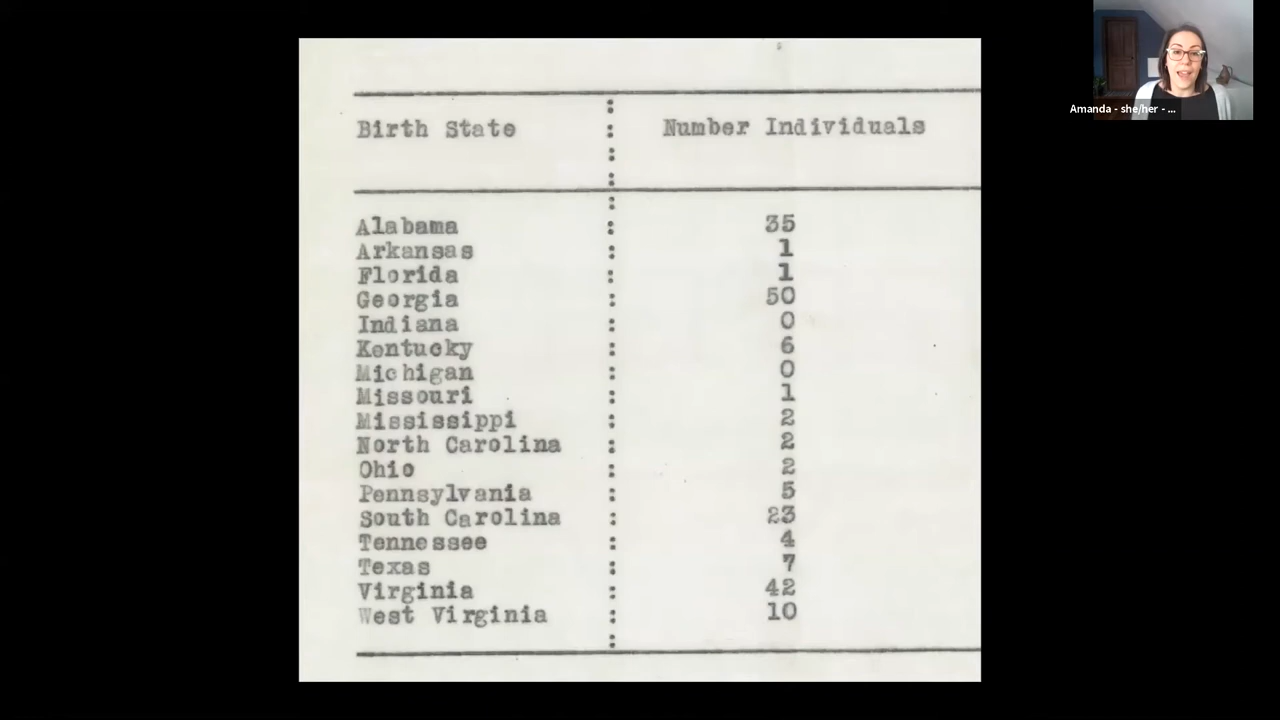 Amanda - she/her - ...
Birth State : Number Individuals
Alabama : 35
Arkansas : 1
Florida : 1
Georgia : 50
Indiana : 0
Kentucky : 6
Michigan : 0
Missouri : 1
Mississippi : 2
North Carolina : 2
Ohio : 2
Pennsylvania : 5
South Carolina : 23
Tennessee : 4
Texas : 7
Virginia : 42
West Virginia : 10